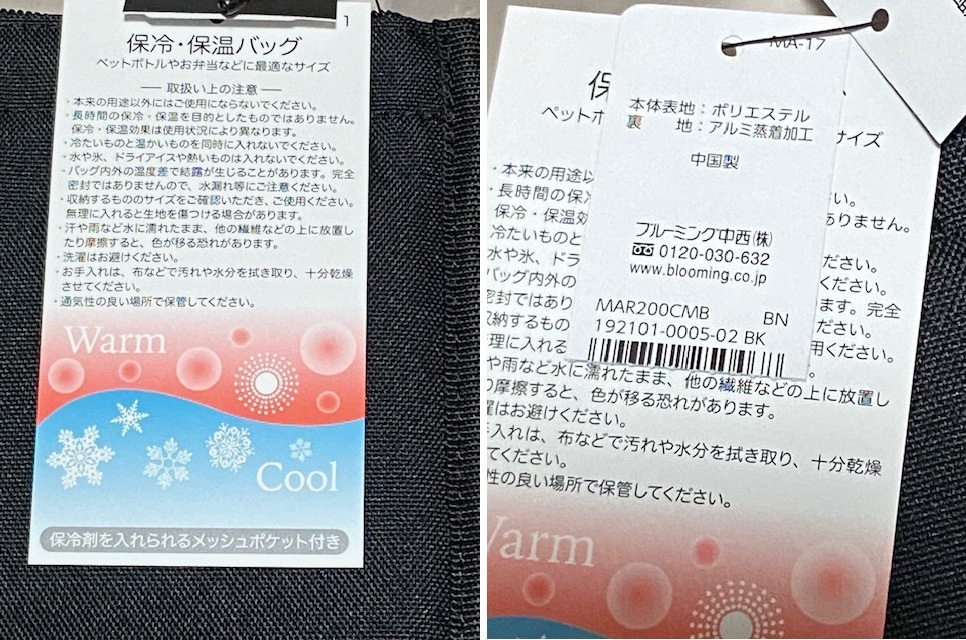 1
保冷・保温バッグ
ペットボトルやお弁当などに最適なサイズ
― 取扱い上の注意 ―
・本来の用途以外にはご使用にならないでください。
・長時間の保冷・保温を目的としたものではありません。
保冷・保温効果は使用状況により異なります。
・冷たいものと温かいものを同時に入れないでください。
・水や氷、ドライアイスや熱いものは入れないでください。
・バッグ内外の温度差で結露が生じることがあります。完全
密封ではありませんので、水漏れ等にご注意ください。
・収納するもののサイズをご確認いただき、ご使用ください。
無理に入れると生地を傷つける場合があります。
・汗や雨など水に濡れたまま、他の繊維などの上に放置し
たり摩擦すると、色が移る恐れがあります。
・洗濯はお避けください。
・お手入れは、布などで汚れや水分を拭き取り、十分乾燥
させてください。
・通気性の良い場所で保管してください。
Warm
Cool
保冷剤を入れられるメッシュポケット付き
MA-17
本体表地：ポリエステル
裏　　地：アルミ蒸着加工
中国製
ブルーミング中西㈱
0120-030-632
www.blooming.co.jp
MAR200CMB BN
192101-0005-02 BK
保
ペットボ
サイズ
・本来の用途以
い。
・長時間の保冷
ありません。
保冷・保温効
冷たいものと
ださい。
水や氷、ドラ
ください。
バッグ内外の
ます。完全
密封ではあり
ださい。
収納するもの
用ください。
理に入れる
。
や雨など水に濡れたまま、他の繊維などの上に放置し
り摩擦すると、色が移る恐れがあります。
濯はお避けください。
手入れは、布などで汚れや水分を拭き取り、十分乾燥
てください。
性の良い場所で保管してください。
Warm